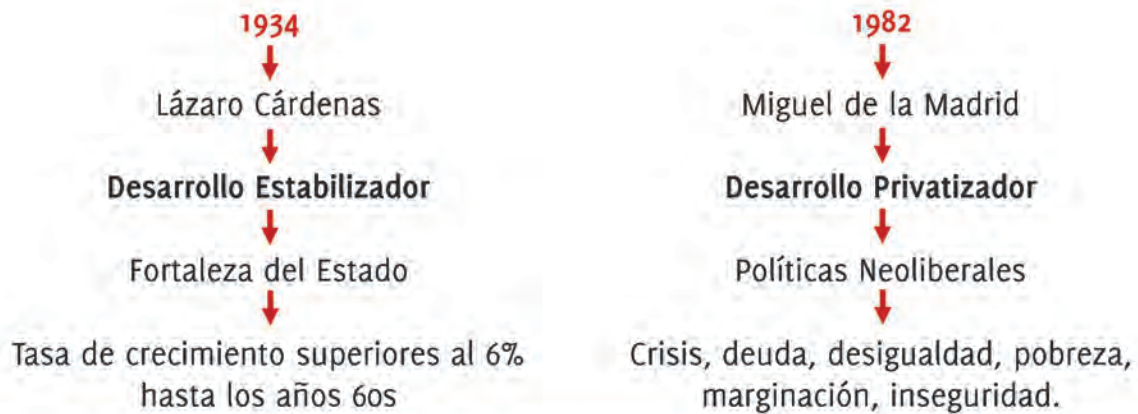 1934
Lázaro Cárdenas
Desarrollo Estabilizador
Fortaleza del Estado
Tasa de crecimiento superiores al 6%
hasta los años 60s
1982
Miguel de la Madrid
Desarrollo Privatizador
Políticas Neoliberales
Crisis, deuda, desigualdad, pobreza,
marginación, inseguridad.